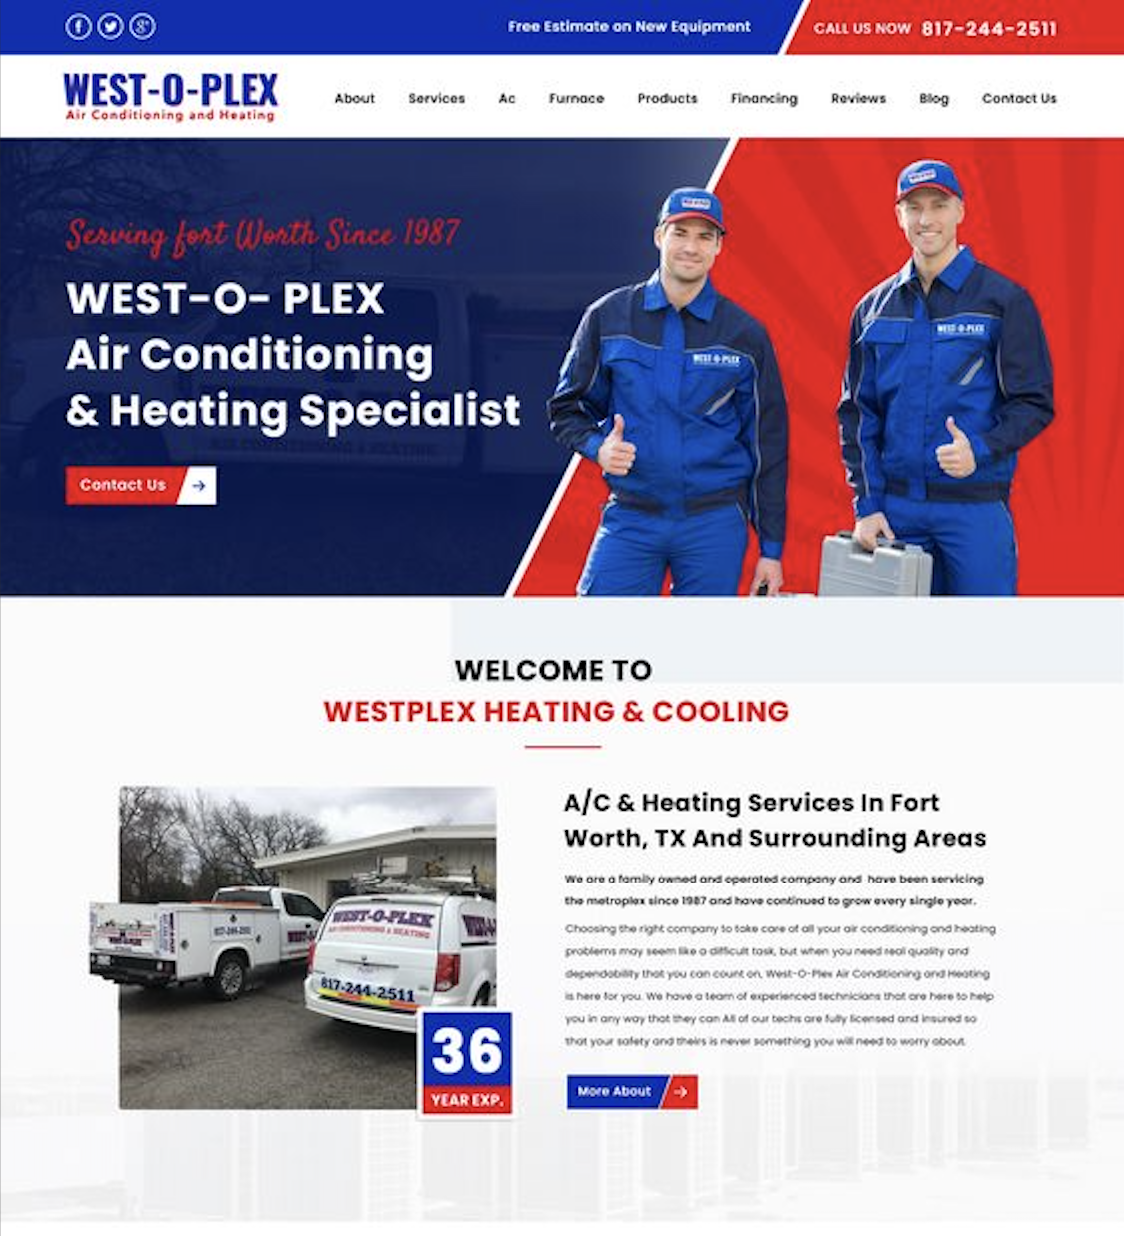 Free Estimate on New Equipment
CALL US NOW 817-244-2511
WEST-O-PLEX
Air Conditioning and Heating
About Services Ac Furnace Products Financing Reviews Blog Contact Us
Serving fort Worth Since 1987
WEST-O- PLEX
Air Conditioning
& Heating Specialist
Contact Us
WEST-O-PLEX
WEST-O-PLEX
WELCOME TO
WESTPLEX HEATING & COOLING
A/C & Heating Services In Fort
Worth, TX And Surrounding Areas
We are a family owned and operated company and have been servicing
the metroplex since 1987 and have continued to grow every single year.
Choosing the right company to take care of all your air conditioning and heating
problems may seem like a difficult task, but when you need real quality and
dependability that you can count on, West-O-Plex Air Conditioning and Heating
is here for you. We have a team of experienced technicians that are here to help
you in any way that they can All of our techs are fully licensed and insured so
that your safety and theirs is never something you will need to worry about.
More About
817-244-2511
WEST-O-PLEX
AIR CONDITIONING & HEATING
817-244-2511
36
YEAR EXP.